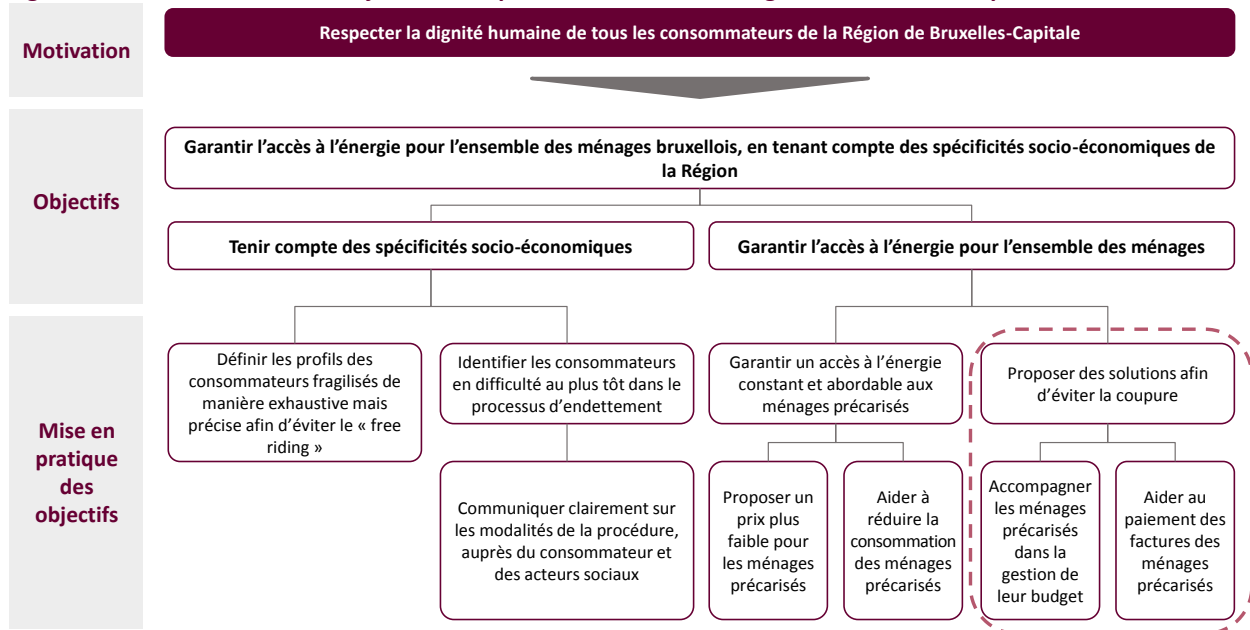 Motivation
Respecter la dignité humaine de tous les consommateurs de la Région de Bruxelles-Capitale
Objectifs
Garantir l’accès à l’énergie pour l’ensemble des ménages bruxellois, en tenant compte des spécificités socio-économiques de
la Région
Tenir compte des spécificités socio-économiques
Garantir l’accès à l’énergie pour l’ensemble des ménages
Mise en
pratique
des
objectifs
Définir les profils des
consommateurs fragilisés de
manière exhaustive mais
précise afin d’éviter le « free
riding »
Identifier les consommateurs
en difficulté au plus tôt dans le
processus d’endettement
Garantir un accès à l’énergie
constant et abordable aux
ménages précarisés
Proposer des solutions afin
d’éviter la coupure
Communiquer clairement sur
les modalités de la procédure,
auprès du consommateur et
des acteurs sociaux
Proposer un
prix plus
faible pour
les ménages
précarisés
Aider à
réduire la
consommation
des ménages
précarisés
Accompagner
les ménages
précarisés
dans la
gestion de
leur budget
Aider au
paiement des
factures des
ménages
précarisés